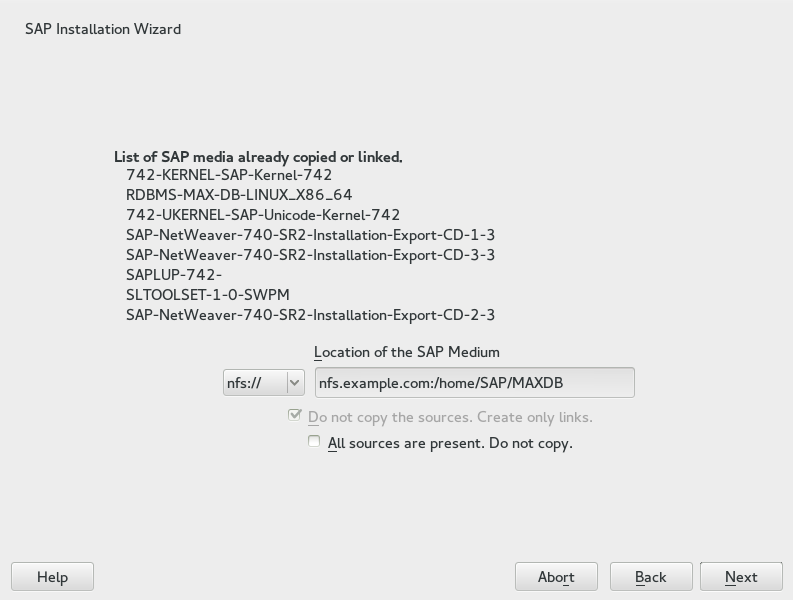 SAP Installation Wizard
List of SAP media already copied or linked.
742-KERNEL-SAP-Kernel-742
RDBMS-MAX-DB-LINUX_X86_64
742-UKERNEL-SAP-Unicode-Kernel-742
SAP-NetWeaver-740-SR2-Installation-Export-CD-1-3
SAP-NetWeaver-740-SR2-Installation-Export-CD-3-3
SAPLUP-742-
SLTOOLSET-1-0-SWPM
SAP-NetWeaver-740-SR2-Installation-Export-CD-2-3
Location of the SAP Medium
nfs:// nfs.example.com:/home/SAP/MAXDB
Do not copy the sources. Create only links.
All sources are present. Do not copy.
Help Abort Back Next